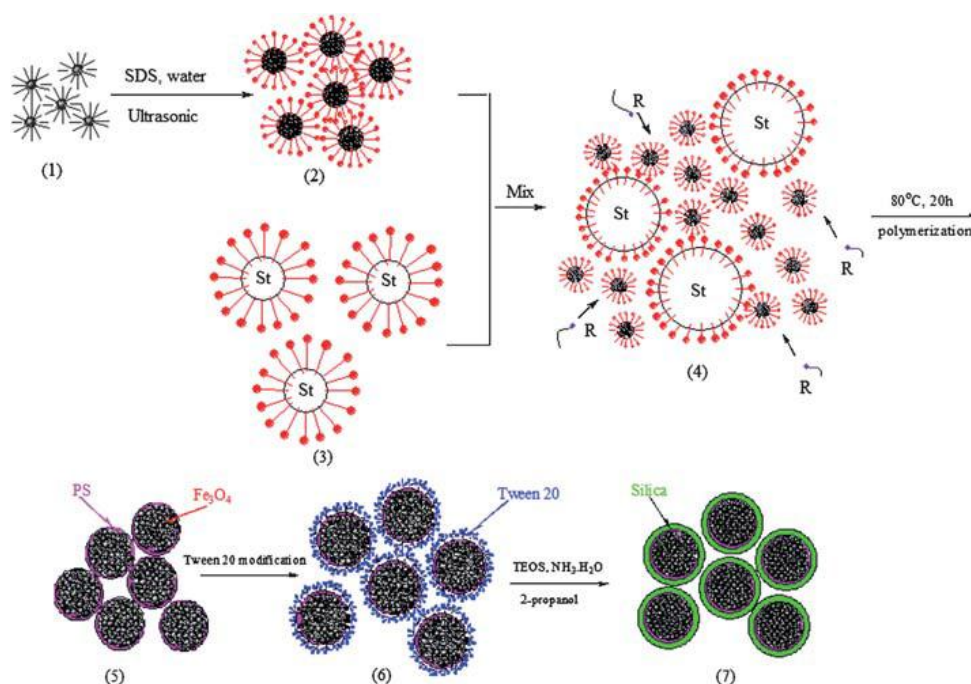 SDS, water
Ultrasonic
(1)
(2)
St
St
St
(3)
Mix
R
St
St
St
R
R
R
(4)
80°C, 20h
polymerization
PS
Fe3O4
(5)
Tween 20 modification
Tween 20
(6)
TEOS, NH3.H2O
2-propanol
Silica
(7)